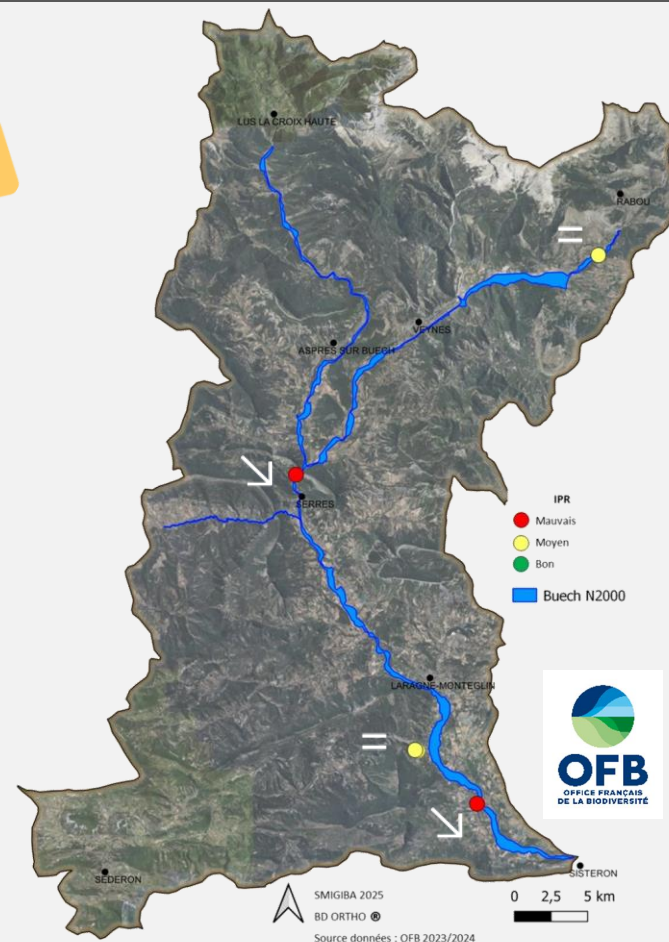 LUS LA CROIX HAUTE
RABOU
=
VEYNES
ASPRES SUR BUECH
SERRES
IPR
Mauvais
Moyen
Bon
Buech N2000
LARAGNE-MONTEGLIN
=
OFB
OFFICE FRANÇAIS
DE LA BIODIVERSITÉ
SISTERON
SEDERON
SMIGIBA 2025
BD ORTHO ®
Source données : OFB 2023/2024
0 2,5 5 km